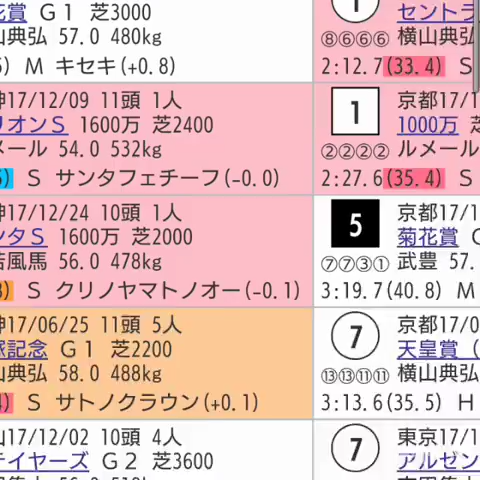 花賞 G1 芝3000
山典弘 57.0 480kg
) M キセキ(+0.8)
1
セントラ
⑧⑥⑥⑥ 横山典弘
2:12.7(33.4) S
17/12/09 11頭 1人
リオンS 1600万 芝2400
メール 54.0 532kg
) S サンタフェチーフ(-0.0)
1
京都17/1
1000万 芝
②②②② ルメール
2:27.6(35.4) S
17/12/24 10頭 1人
ンタS 1600万 芝2000
若風馬 56.0 478kg
) S クリノヤマトノオー(-0.1)
5
京都17/1
菊花賞 G
⑦⑦③① 武豊 57.
3:19.7(40.8) M
17/06/25 11頭 5人
記念 G1 芝2200
山典弘 58.0 488kg
) S サトノクラウン(+0.1)
7
京都17/0
天皇賞(
⑬⑬⑪⑪ 横山典弘
3:13.6(35.5) H
山17/12/02 10頭 4人
テイヤーズ G2 芝3600
7
東京17/1
アルゼン